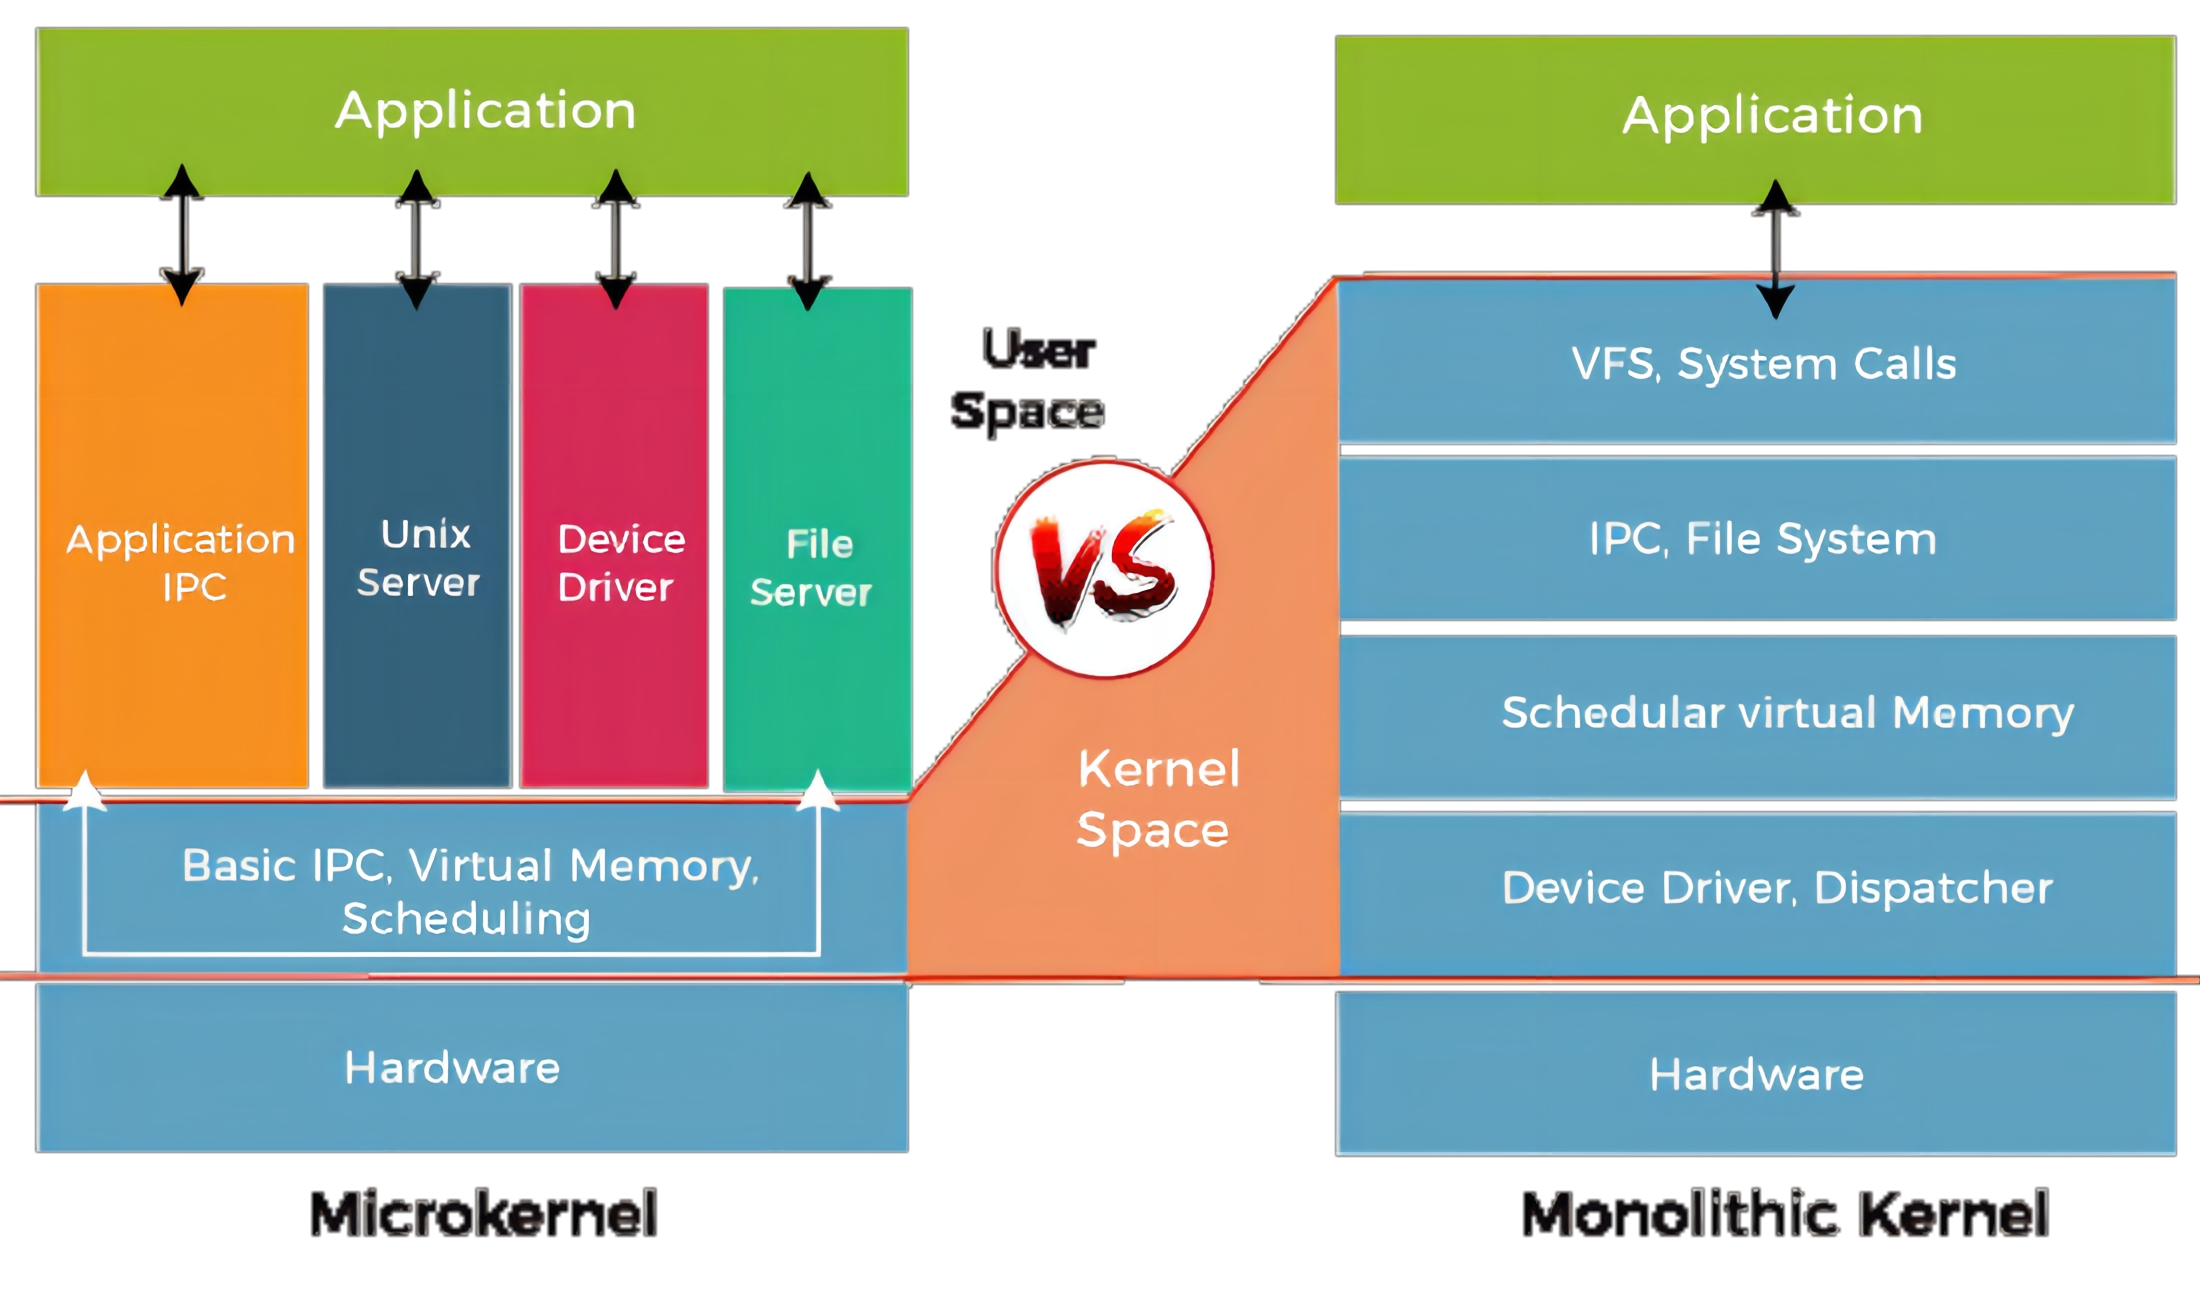 Application
Application
IPC
Unix
Server
Device
Driver
File
Server
Basic IPC, Virtual Memory,
Scheduling
Hardware
Microkernel
User
Space
VS
Kernel
Space
Application
VFS, System Calls
IPC, File System
Schedular virtual Memory
Device Driver, Dispatcher
Hardware
Monolithic Kernel